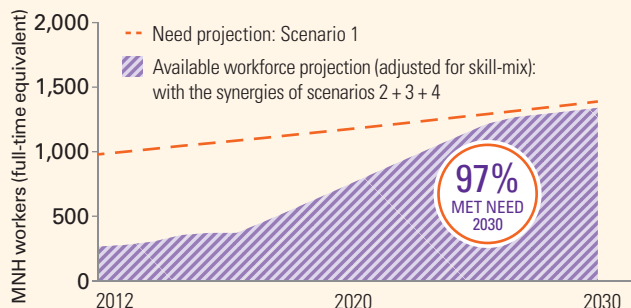 MNH workers (full-time equivalent)
2,000
1,500
1,000
500
0
Need projection: Scenario 1
Available workforce projection (adjusted for skill-mix):
with the synergies of scenarios 2 + 3 + 4
97%
MET NEED
2030
2012
2020
2030